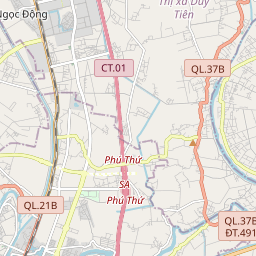 Thị xã Duy
Tiên
Ngọc Động
CT.01
QL.37B
Phú Thứ
SA
Phú Thứ
QL.21B
QL.37B
ĐT.491